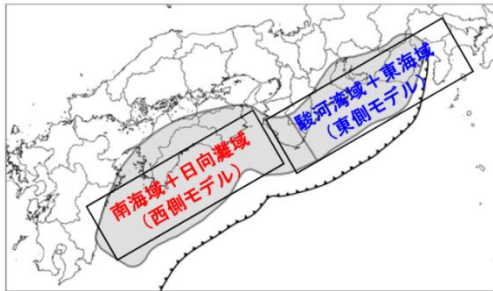 駿河湾域＋東海域
（東側モデル）
南海域＋日向灘域
（西側モデル）